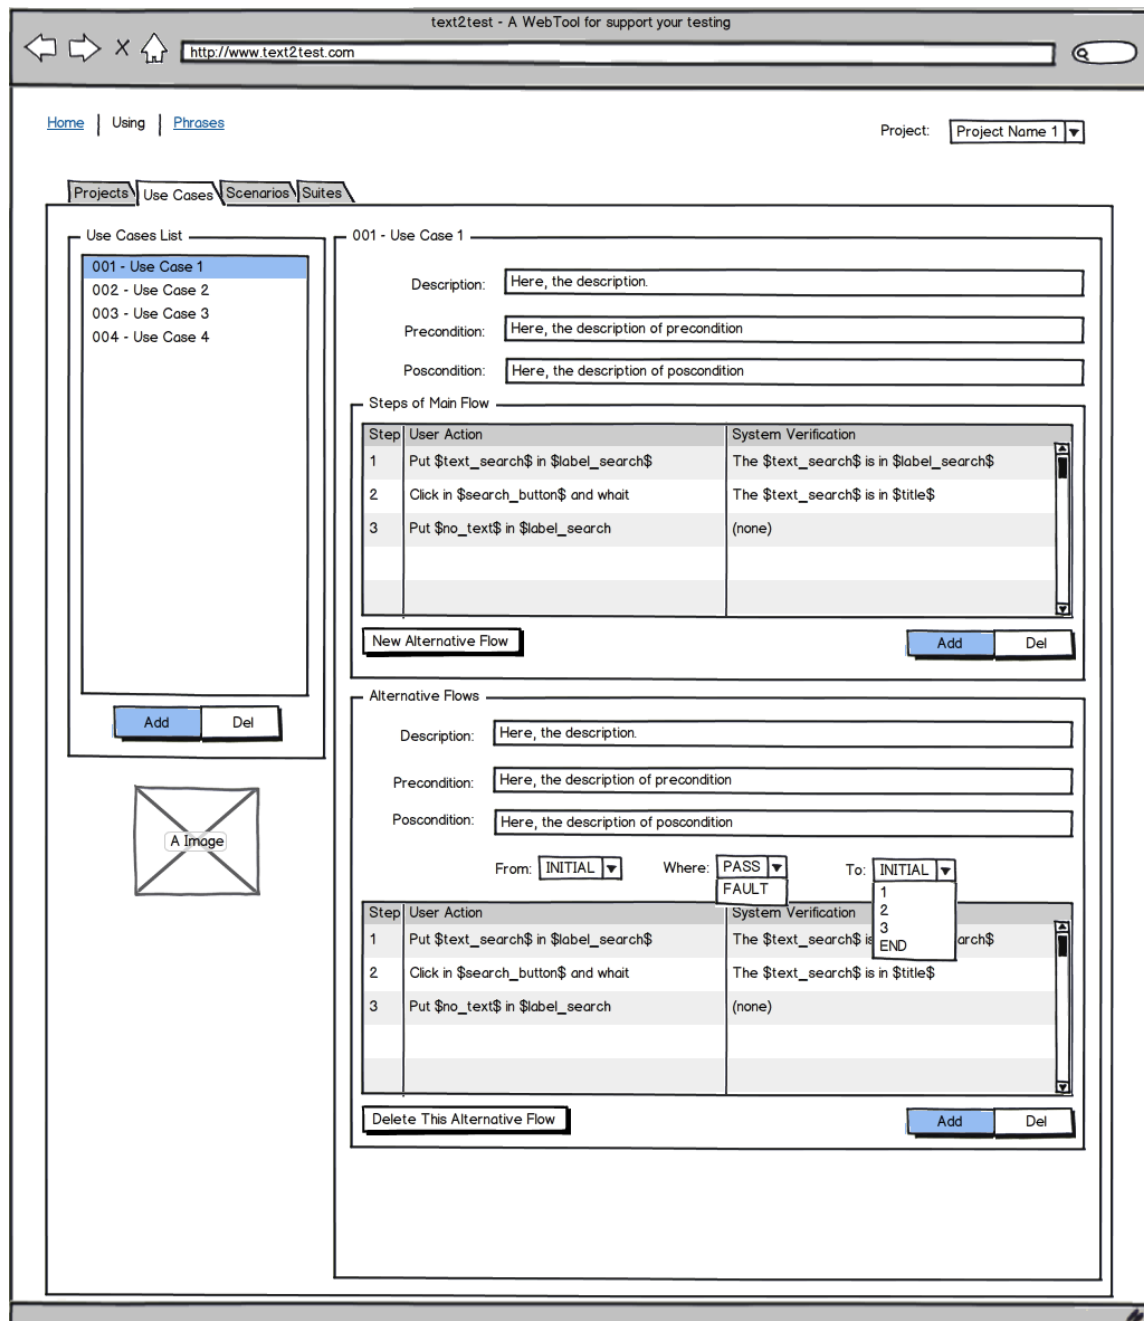 text2test - A WebTool for support your testing
http://www.text2test.com
Home | Using | Phrases
Project: Project Name 1
Projects Use Cases Scenarios Suites
Use Cases List
001 - Use Case 1
002 - Use Case 2
003 - Use Case 3
004 - Use Case 4
Add Del
A Image
001 - Use Case 1
Description: Here, the description.
Precondition: Here, the description of precondition
Poscondition: Here, the description of poscondition
Steps of Main Flow
Step User Action System Verification
1 Put $text_search$ in $label_search$ The $text_search$ is in $label_search$
2 Click in $search_button$ and whait The $text_search$ is in $title$
3 Put $no_text$ in $label_search (none)
New Alternative Flow Add Del
Alternative Flows
Description: Here, the description.
Precondition: Here, the description of precondition
Poscondition: Here, the description of poscondition
From: INITIAL Where: PASS To: INITIAL
FAULT 1
2
3
END
Step User Action System Verification
1 Put $text_search$ in $label_search$ The $text_search$ is arch$
2 Click in $search_button$ and whait The $text_search$ is in $title$
3 Put $no_text$ in $label_search (none)
Delete This Alternative Flow Add Del